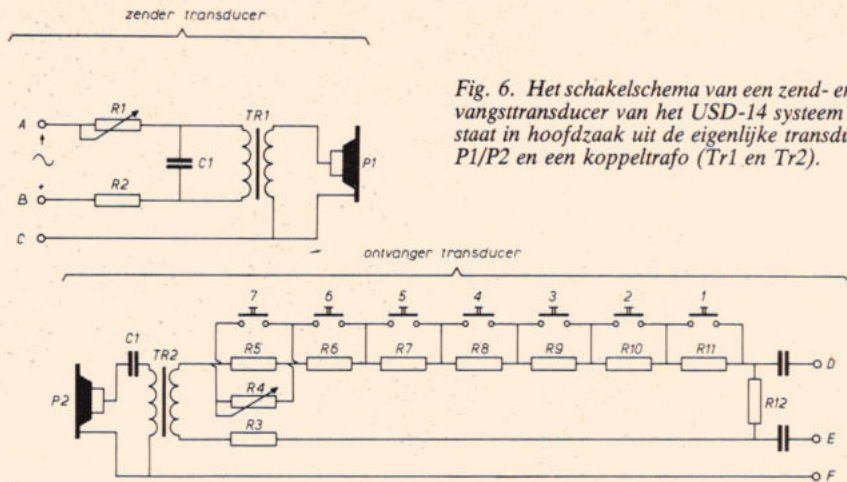 zender transducer
A
R1
TR1
C1
P1
B
+
R2
C
Fig. 6. Het schakelschema van een zend- en
vangsttransducer van het USD-14 systeem
staat in hoofdzaak uit de eigenlijke transdu
P1/P2 en een koppeltrafo (Tr1 en Tr2).
ontvanger transducer
7 6 5 4 3 2 1
C1
TR2
R5 R6 R7 R8 R9 R10 R11
D
P2
R4
R12
R3
E
F